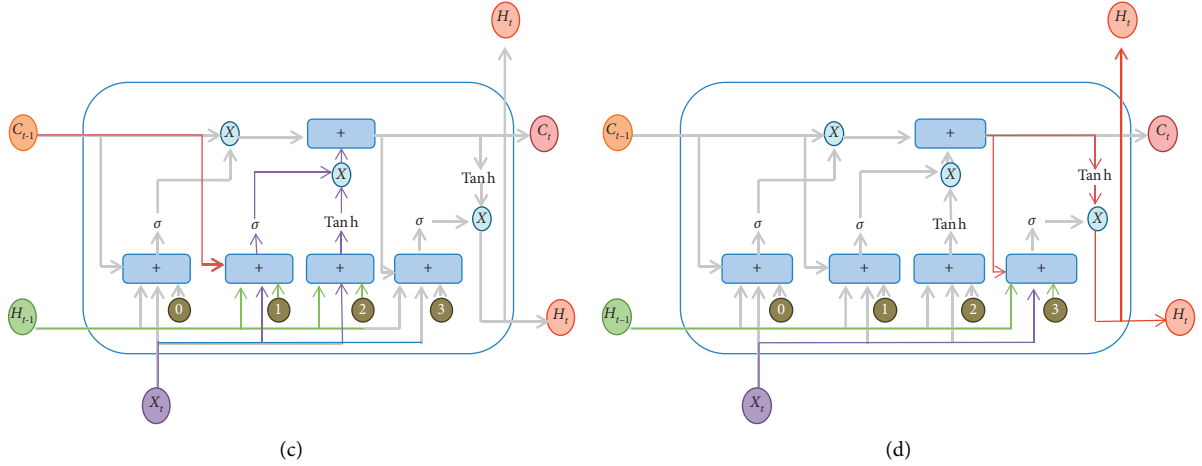 H_t H_t
C_{t-1} X + C_t C_{t-1} X + C_t
X Tanh X Tanh
σ σ Tanh σ X σ σ Tanh σ X
+ + + + + + + +
H_{t-1} 0 1 2 3 H_t H_{t-1} 0 1 2 3 H_t
X_t X_t
(c) (d)